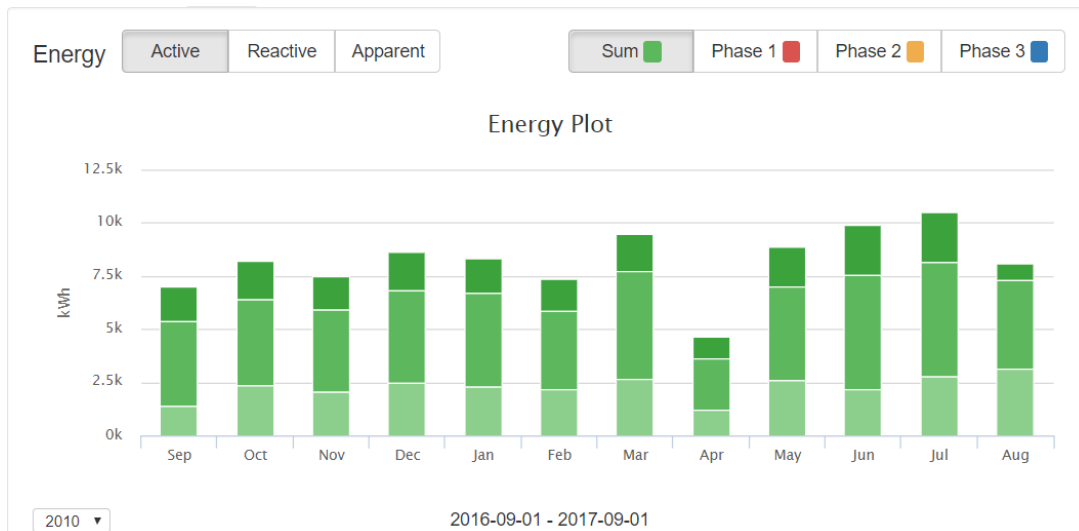 Energy Active Reactive Apparent Sum Phase 1 Phase 2 Phase 3
Energy Plot
12.5k
10k
7.5k
5k
2.5k
0k
kWh
Sep Oct Nov Dec Jan Feb Mar Apr May Jun Jul Aug
2010 2016-09-01 - 2017-09-01